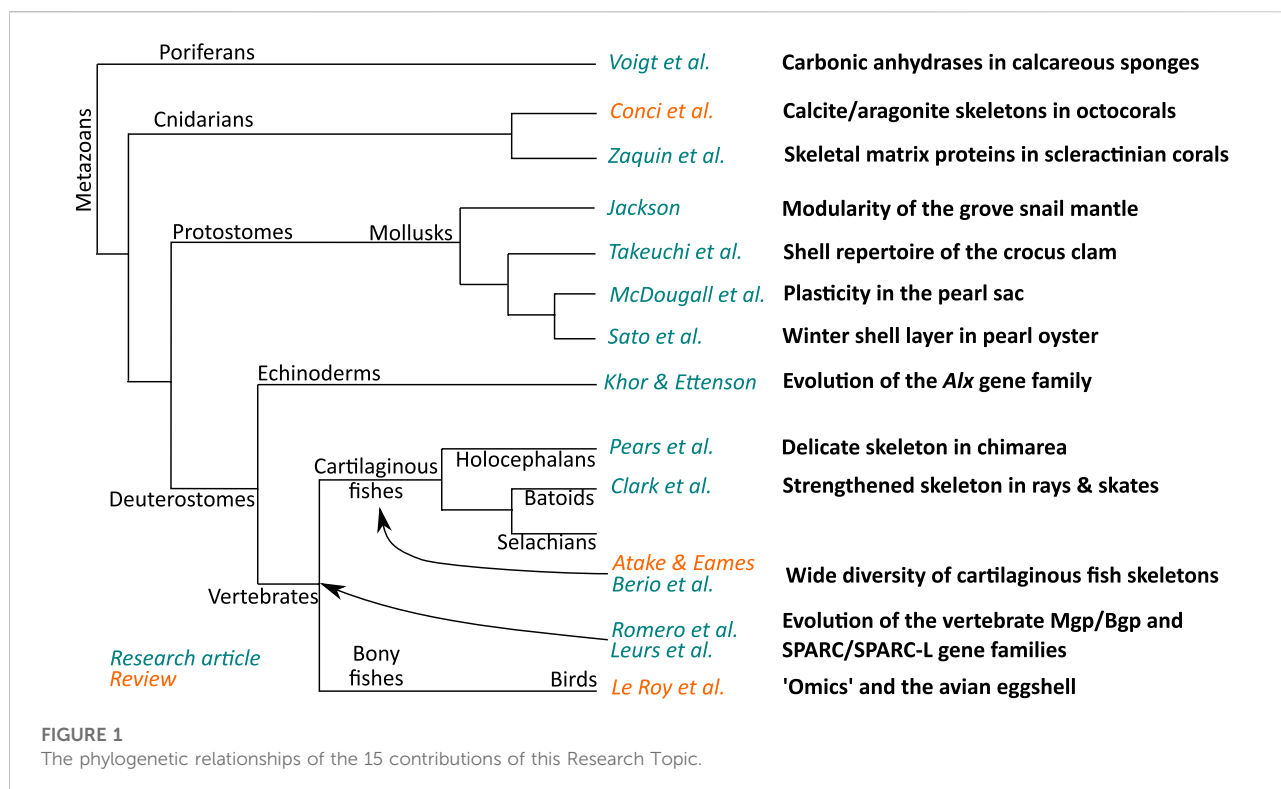 Poriferans
Voigt et al.
Carbonic anhydrases in calcareous sponges
Metazoans
Cnidarians
Conci et al.
Calcite/aragonite skeletons in octocorals
Zaquin et al.
Skeletal matrix proteins in scleractinian corals
Protostomes
Mollusks
Jackson
Modularity of the grove snail mantle
Takeuchi et al.
Shell repertoire of the crocus clam
McDougall et al.
Plasticity in the pearl sac
Sato et al.
Winter shell layer in pearl oyster
Echinoderms
Khor & Ettenson
Evolution of the Alx gene family
Deuterostomes
Cartilaginous
fishes
Holocephalans
Pears et al.
Delicate skeleton in chimarea
Batoids
Clark et al.
Strengthened skeleton in rays & skates
Selachians
Atake & Eames
Berio et al.
Wide diversity of cartilaginous fish skeletons
Vertebrates
Romero et al.
Leurs et al.
Evolution of the vertebrate Mgp/Bgp and
SPARC/SPARC-L gene families
Bony
fishes
Birds
Le Roy et al.
'Omics' and the avian eggshell
Research article
Review
FIGURE 1
The phylogenetic relationships of the 15 contributions of this Research Topic.